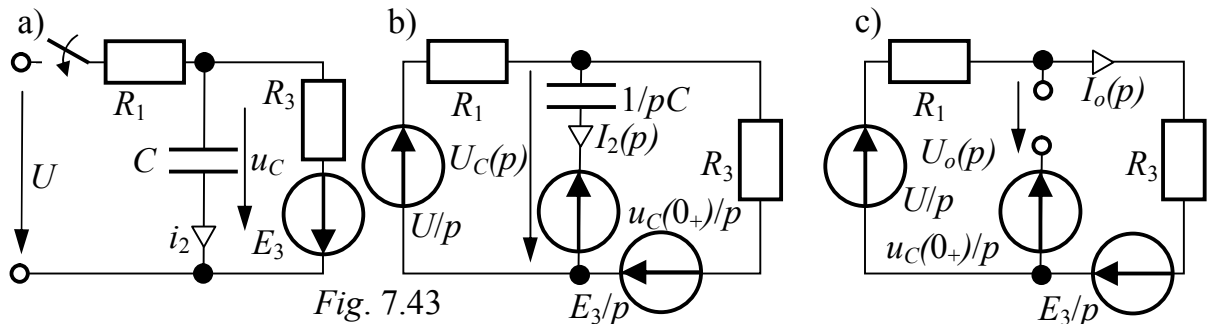 a)
R1
R3
C
uC
U
i2
E3
b)
R1
1/pC
I2(p)
UC(p)
R3
U/p
uC(0+)/p
E3/p
c)
R1
Io(p)
Uo(p)
R3
U/p
uC(0+)/p
E3/p
Fig. 7.43